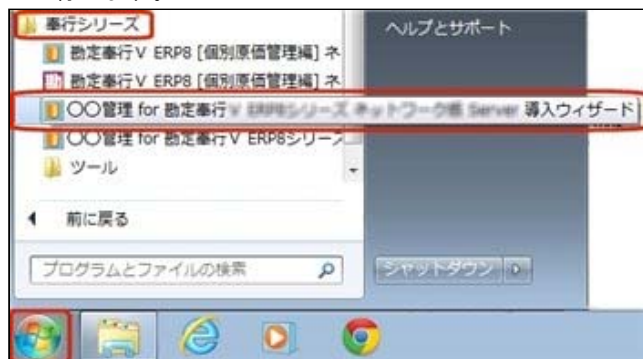 奉行シリーズ
勘定奉行V ERP8 [個別原価管理編] ネ
勘定奉行V ERP8 [個別原価管理編] ネ
〇〇管理 for 勘定奉行 Server 導入ウィザード
〇〇管理 for 勘定奉行V ERP8シリーズ
ツール
前に戻る
プログラムとファイルの検索
ヘルプとサポート
シャットダウン